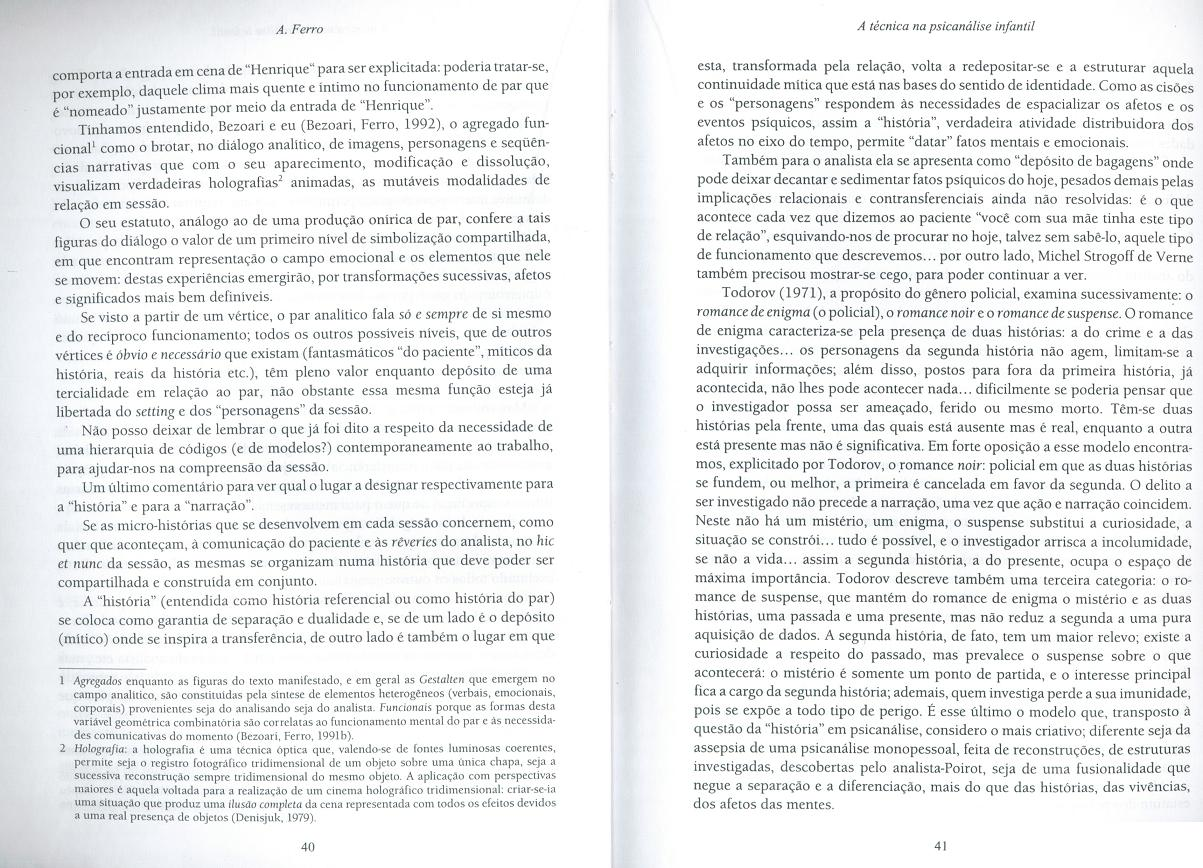 A. Ferro
comporta a entrada em cena de "Henrique" para ser explicitada: poderia tratar-se,
por exemplo, daquele clima mais quente e íntimo no funcionamento de par que
é "nomeado" justamente por meio da entrada de "Henrique".
Tínhamos entendido, Bezoari e eu (Bezoari, Ferro, 1992), o agregado fun-
cional¹ como o brotar, no diálogo analítico, de imagens, personagens e seqüên-
cias narrativas que com o seu aparecimento, modificação e dissolução,
visualizam verdadeiras holografias² animadas, as mutáveis modalidades de
relação em sessão.
O seu estatuto, análogo ao de uma produção onírica de par, confere a tais
figuras do diálogo o valor de um primeiro nível de simbolização compartilhada,
em que encontram representação o campo emocional e os elementos que nele
se movem: destas experiências emergirão, por transformações sucessivas, afetos
e significados mais bem definíveis.
Se visto a partir de um vértice, o par analítico fala só e sempre de si mesmo
e do recíproco funcionamento; todos os outros possíveis níveis, que de outros
vértices é óbvio e necessário que existam (fantasmáticos "do paciente", míticos da
história, reais da história etc.), têm pleno valor enquanto depósito de uma
tercialidade em relação ao par, não obstante essa mesma função esteja já
libertada do setting e dos "personagens" da sessão.
Não posso deixar de lembrar o que já foi dito a respeito da necessidade de
uma hierarquia de códigos (e de modelos?) contemporaneamente ao trabalho,
para ajudar-nos na compreensão da sessão.
Um último comentário para ver qual o lugar a designar respectivamente para
a "história" e para a "narração".
Se as micro-histórias que se desenvolvem em cada sessão concernem, como
quer que aconteçam, à comunicação do paciente e às rêveries do analista, no hic
et nunc da sessão, as mesmas se organizam numa história que deve poder ser
compartilhada e construída em conjunto.
A "história" (entendida como história referencial ou como história do par)
se coloca como garantia de separação e dualidade e, se de um lado é o depósito
(mítico) onde se inspira a transferência, de outro lado é também o lugar em que
1 Agregados enquanto as figuras do texto manifestado, e em geral as Gestalten que emergem no
campo analítico, são constituídas pela síntese de elementos heterogêneos (verbais, emocionais,
corporais) provenientes seja do analisando seja do analista. Funcionais porque as formas desta
variável geométrica combinatória são correlatas ao funcionamento mental do par e às necessida-
des comunicativas do momento (Bezoari, Ferro, 1991b).
2 Holografia: a holografia é uma técnica óptica que, valendo-se de fontes luminosas coerentes,
permite seja o registro fotográfico tridimensional de um objeto sobre uma única chapa, seja a
sucessiva reconstrução sempre tridimensional do mesmo objeto. A aplicação com perspectivas
maiores é aquela voltada para a realização de um cinema holográfico tridimensional: criar-se-ia
uma situação que produz uma ilusão completa da cena representada com todos os efeitos devidos
a uma real presença de objetos (Denisjuk, 1979).
40
A técnica na psicanálise infantil
esta, transformada pela relação, volta a redepositar-se e a estruturar aquela
continuidade mítica que está nas bases do sentido de identidade. Como as cisões
e os "personagens" respondem às necessidades de espacializar os afetos e os
eventos psíquicos, assim a "história", verdadeira atividade distribuidora dos
afetos no eixo do tempo, permite "datar" fatos mentais e emocionais.
Também para o analista ela se apresenta como "depósito de bagagens" onde
pode deixar decantar e sedimentar fatos psíquicos do hoje, pesados demais pelas
implicações relacionais e contratransferenciais ainda não resolvidas: é o que
acontece cada vez que dizemos ao paciente "você com sua mãe tinha este tipo
de relação", esquivando-nos de procurar no hoje, talvez sem sabê-lo, aquele tipo
de funcionamento que descrevemos... por outro lado, Michel Strogoff de Verne
também precisou mostrar-se cego, para poder continuar a ver.
Todorov (1971), a propósito do gênero policial, examina sucessivamente: o
romance de enigma (o policial), o romance noir e o romance de suspense. O romance
de enigma caracteriza-se pela presença de duas histórias: a do crime e a das
investigações... os personagens da segunda história não agem, limitam-se a
adquirir informações; além disso, postos para fora da primeira história, já
acontecida, não lhes pode acontecer nada... dificilmente se poderia pensar que
o investigador possa ser ameaçado, ferido ou mesmo morto. Têm-se duas
histórias pela frente, uma das quais está ausente mas é real, enquanto a outra
está presente mas não é significativa. Em forte oposição a esse modelo encontra-
mos, explicitado por Todorov, o romance noir: policial em que as duas histórias
se fundem, ou melhor, a primeira é cancelada em favor da segunda. O delito a
ser investigado não precede a narração, uma vez que ação e narração coincidem.
Neste não há um mistério, um enigma, o suspense substitui a curiosidade, a
situação se constrói... tudo é possível, e o investigador arrisca a incolumidade,
se não a vida... assim a segunda história, a do presente, ocupa o espaço de
máxima importância. Todorov descreve também uma terceira categoria: o ro-
mance de suspense, que mantém do romance de enigma o mistério e as duas
histórias, uma passada e uma presente, mas não reduz a segunda a uma pura
aquisição de dados. A segunda história, de fato, tem um maior relevo; existe a
curiosidade a respeito do passado, mas prevalece o suspense sobre o que
acontecerá: o mistério é somente um ponto de partida, e o interesse principal
fica a cargo da segunda história; ademais, quem investiga perde a sua imunidade,
pois se expõe a todo tipo de perigo. É esse último o modelo que, transposto à
questão da "história" em psicanálise, considero o mais criativo; diferente seja da
assepsia de uma psicanálise monopessoal, feita de reconstruções, de estruturas
investigadas, descobertas pelo analista-Poirot, seja de uma fusionalidade que
negue a separação e a diferenciação, mais do que das histórias, das vivências,
dos afetos das mentes.
41